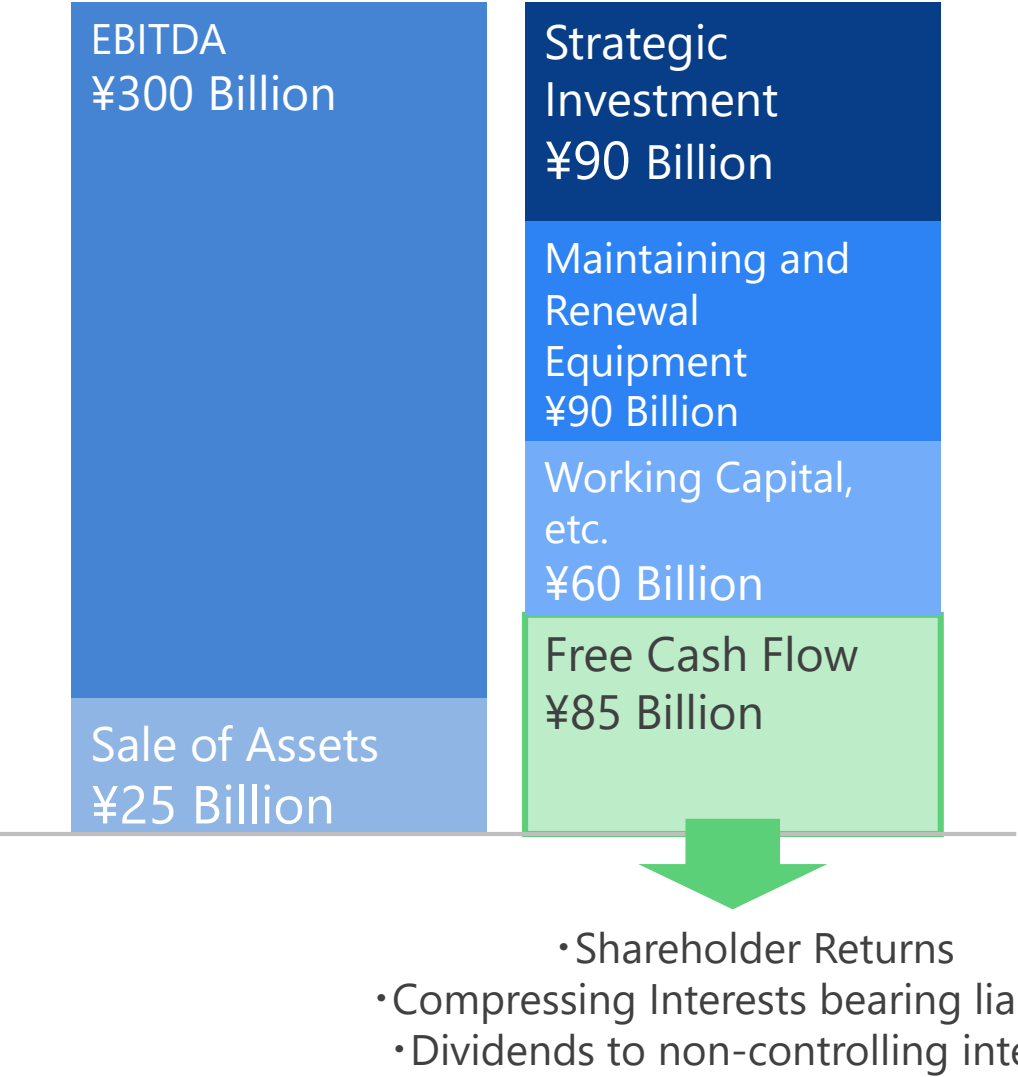 EBITDA
¥300 Billion
Sale of Assets
¥25 Billion
Strategic
Investment
¥90 Billion
Maintaining and
Renewal
Equipment
¥90 Billion
Working Capital,
etc.
¥60 Billion
Free Cash Flow
¥85 Billion
・Shareholder Returns
・Compressing Interests bearing
・Dividends to non-controlling